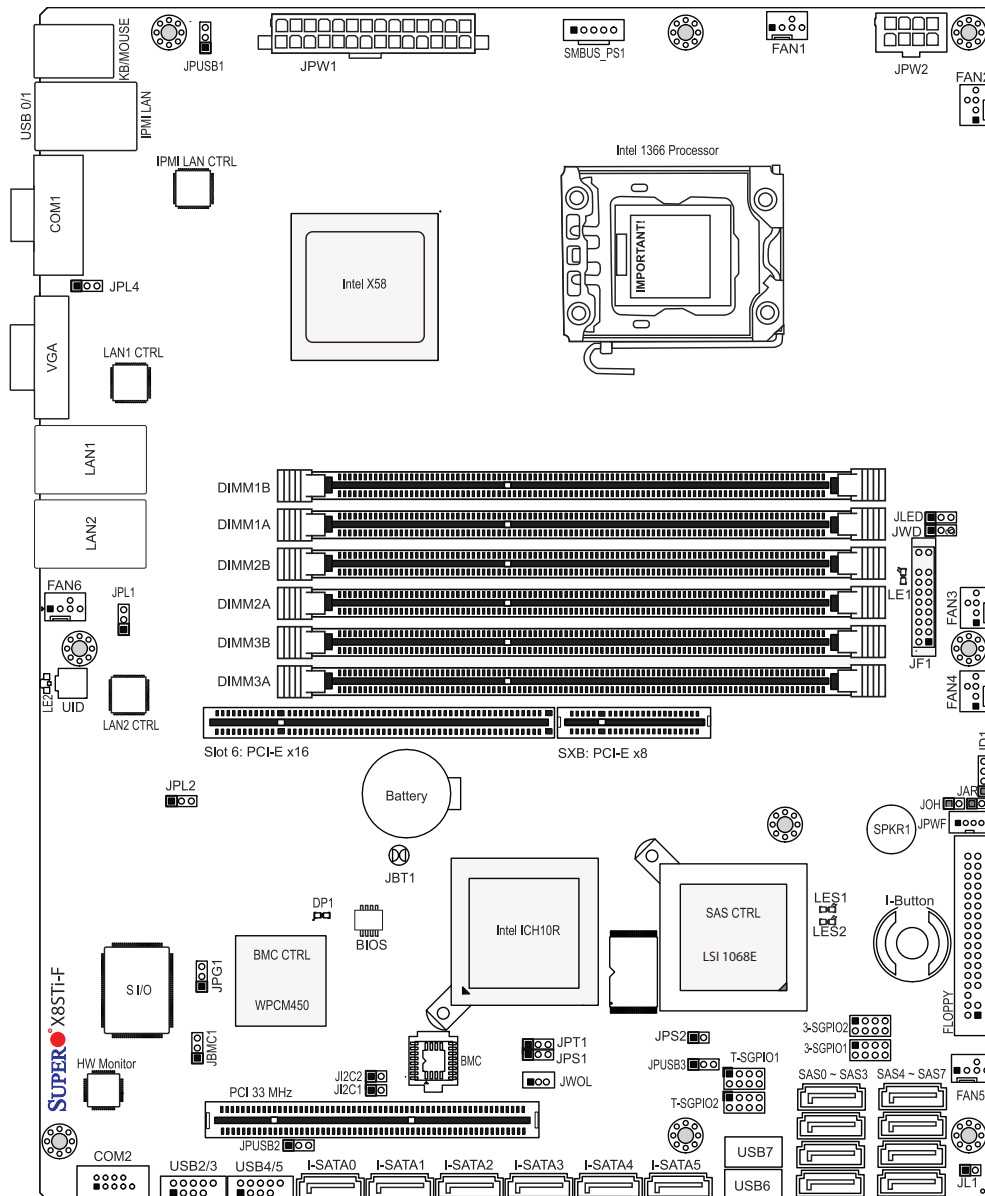 KB/MOUSE
JPUSB1
JPW1
SMBUS_PS1
FAN1
JPW2
FAN2
USB 0/1
IPMI LAN
IPMI LAN CTRL
Intel 1366 Processor
COM1
IMPORTANT!
Intel X58
JPL4
VGA
LAN1 CTRL
LAN1
DIMM1B
LAN2
DIMM1A
JLED
JWD
DIMM2B
FAN6
JPL1
DIMM2A
LE1
FAN3
DIMM3B
JF1
LE2
UID
DIMM3A
FAN4
LAN2 CTRL
Slot 6: PCI-E x16
SXB: PCI-E x8
JD1
JPL2
Battery
JAR
JOH
JPWF
SPKR1
JBT1
DP1
BIOS
LES1
LES2
I-Button
Intel ICH10R
SAS CTRL
LSI 1068E
BMC CTRL
WPCM450
S I/O
JPG1
FLOPPY
SUPER X8STi-F
JBMC1
3-SGPIO2
3-SGPIO1
JPS2
JPT1
JPS1
BMC
HW Monitor
JPUSB3
T-SGPIO1
SAS0 ~ SAS3
SAS4 ~ SAS7
JI2C2
JI2C1
JWOL
FAN5
PCI 33 MHz
T-SGPIO2
JPUSB2
USB7
COM2
USB2/3
USB4/5
I-SATA0
I-SATA1
I-SATA2
I-SATA3
I-SATA4
I-SATA5
USB6
JL1